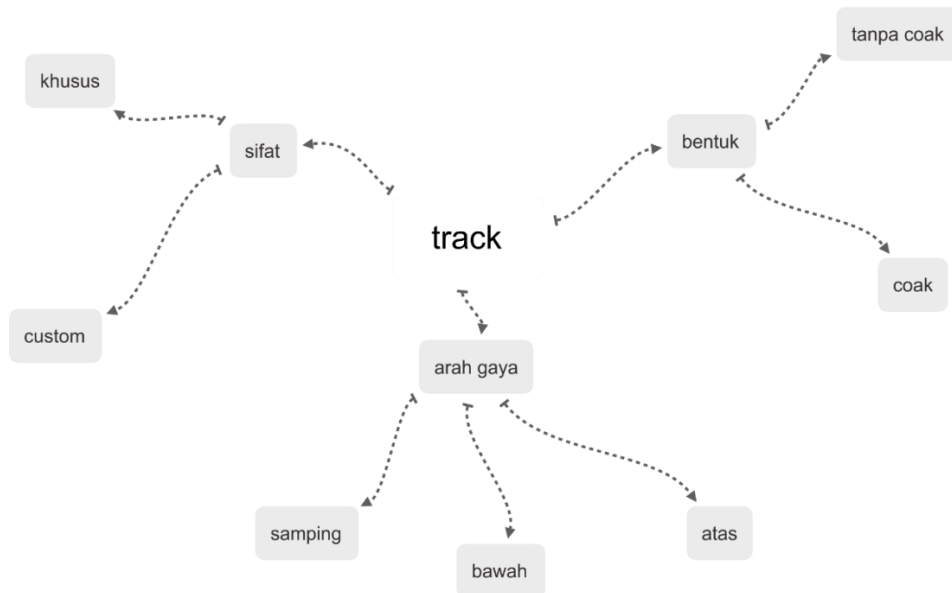 tanpa coak
khusus
bentuk
sifat
track
coak
custom
arah gaya
samping
atas
bawah